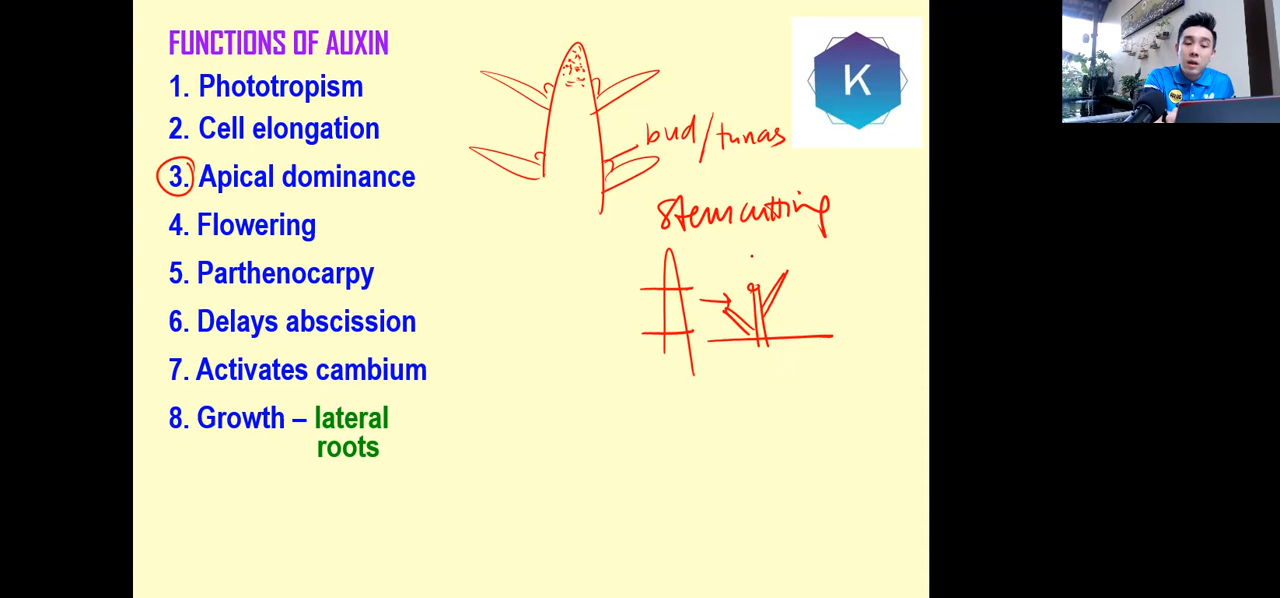 FUNCTIONS OF AUXIN
1. Phototropism
2. Cell elongation
3. Apical dominance
4. Flowering
5. Parthenocarpy
6. Delays abscission
7. Activates cambium
8. Growth – lateral
roots
bud/tunas
stem cutting
K